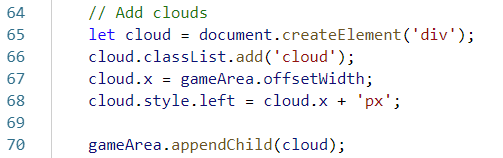 64 // Add clouds
65 let cloud = document.createElement('div');
66 cloud.classList.add('cloud');
67 cloud.x = gameArea.offsetWidth;
68 cloud.style.left = cloud.x + 'px';
69
70 gameArea.appendChild(cloud);